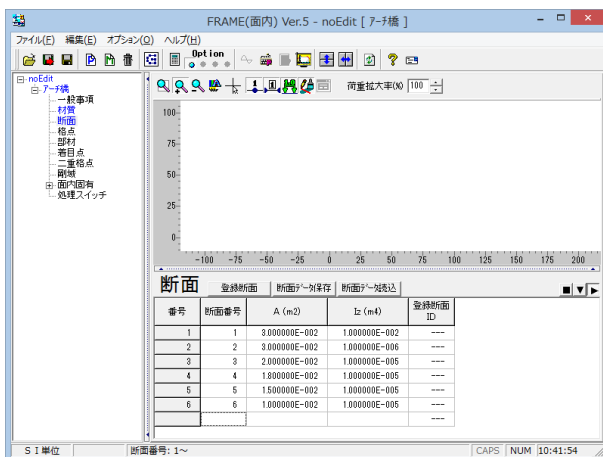 FRAME(面内) Ver.5 - noEdit [ アーチ橋 ]
ファイル(F) 編集(E) オプション(O) ヘルプ(H)
Option
noEdit
アーチ橋
一般事項
材質
断面
格点
部材
着目点
二重格点
剛域
面内固有
処理スイッチ
荷重拡大率(%) 100
100
75
50
25
0
-100 -75 -50 -25 0 25 50 75 100 125 150 175 200
断面 登録断面 断面データ保存 断面データ読込
番号 断面番号 A (m2) Iz (m4) 登録断面ID
1 1 3.000000E-002 1.000000E-002 ---
2 2 3.000000E-002 1.000000E-006 ---
3 3 2.000000E-002 1.000000E-005 ---
4 4 1.800000E-002 1.000000E-005 ---
5 5 1.500000E-002 1.000000E-005 ---
6 6 1.000000E-002 1.000000E-005 ---
---
ＳＩ単位 断面番号: 1～ CAPS NUM 10:41:54